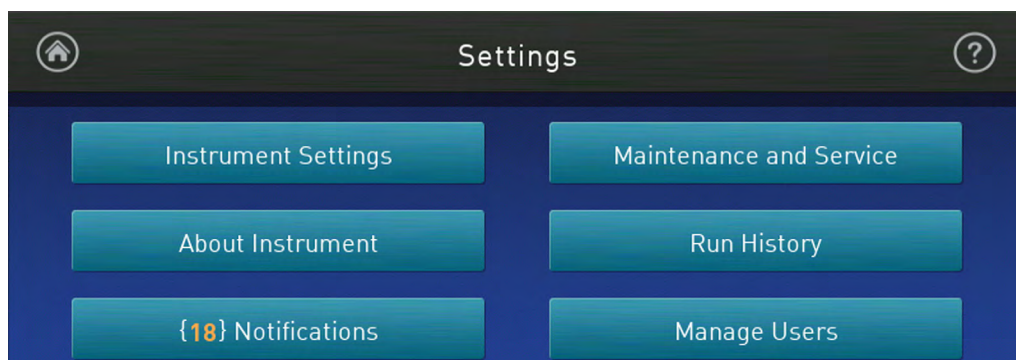 Settings
?
Instrument Settings
Maintenance and Service
About Instrument
Run History
{18} Notifications
Manage Users